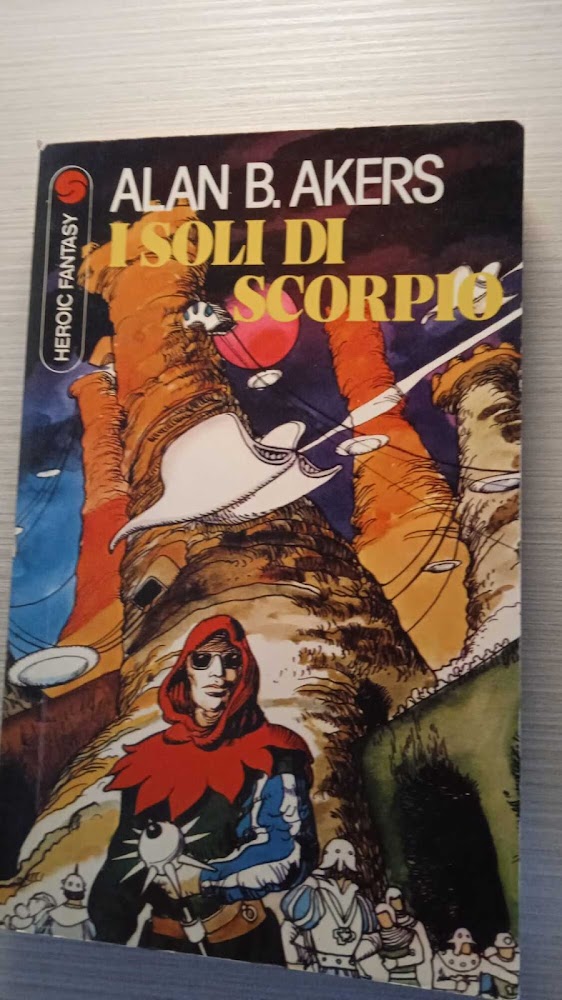 HEROIC FANTASY
ALAN B. AKERS
I SOLI DI
SCORPIO